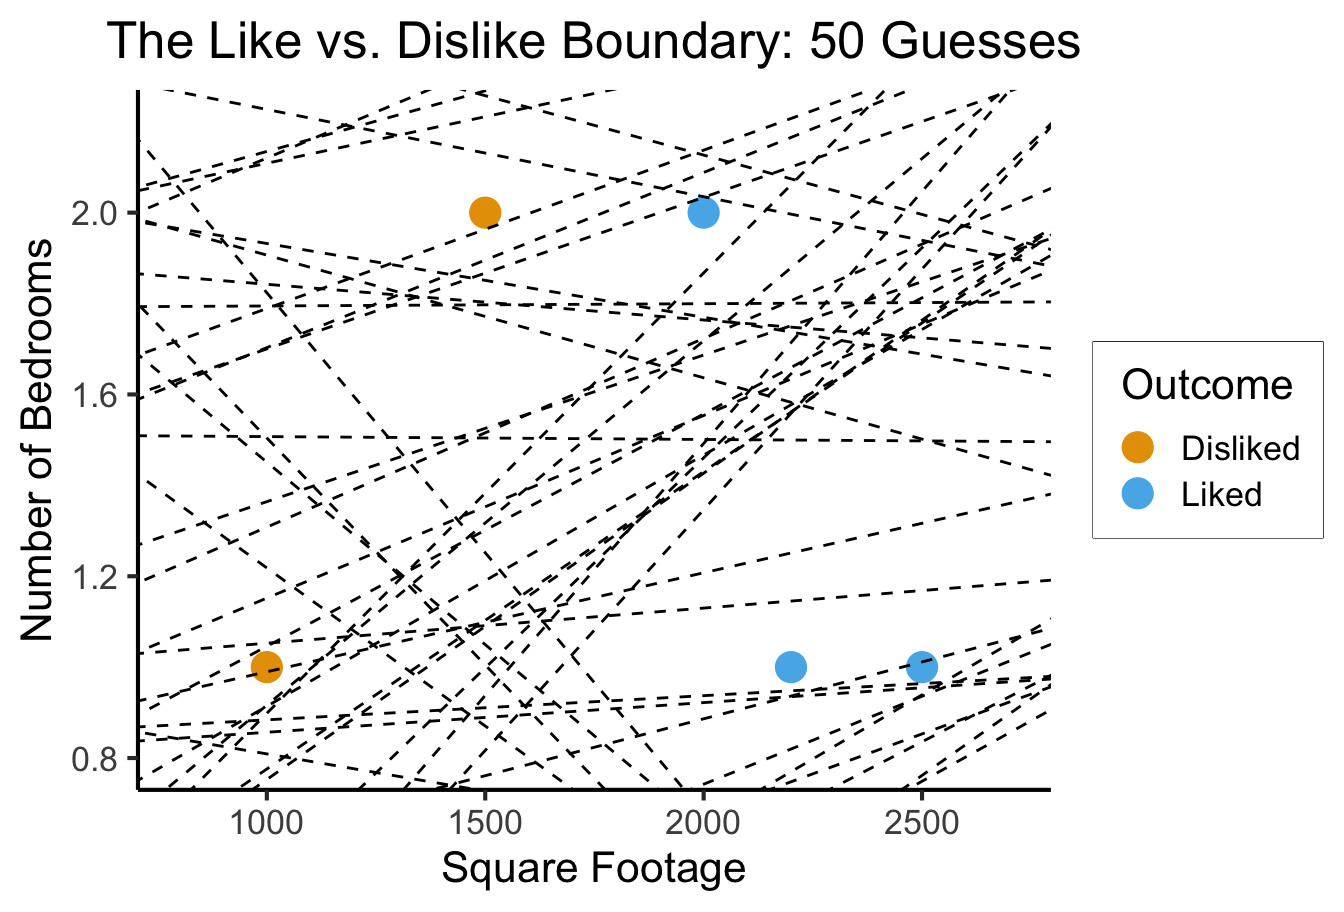 The Like vs. Dislike Boundary: 50 Guesses
Number of Bedrooms
2.0
1.6
1.2
0.8
1000
1500
2000
2500
Square Footage
Outcome
Disliked
Liked